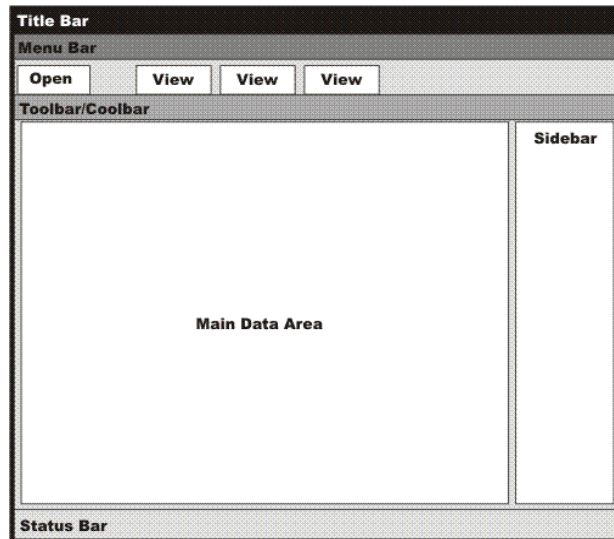 Title Bar
Menu Bar
Open View View View
Toolbar/Coolbar
Sidebar
Main Data Area
Status Bar